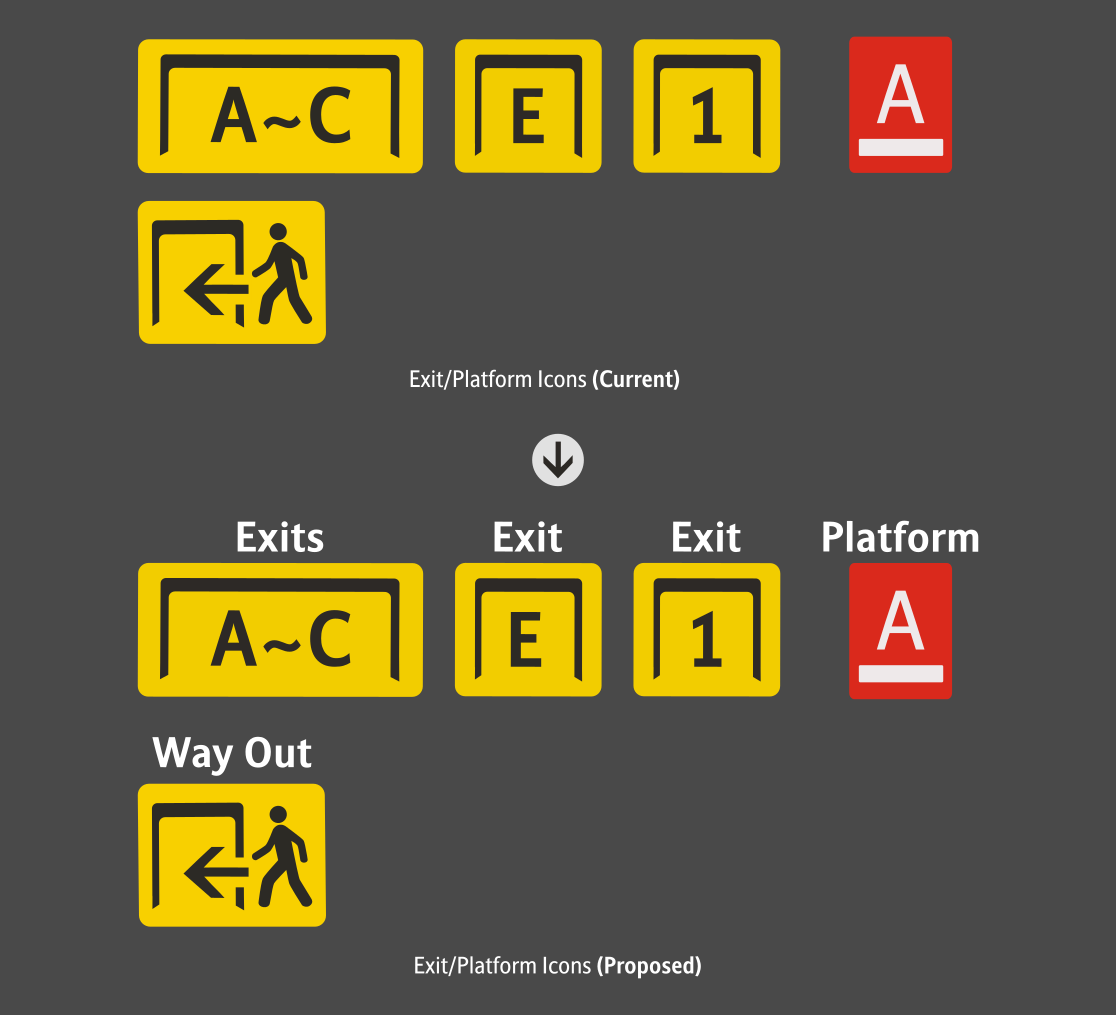 A~C E 1 A
Exit/Platform Icons (Current)
Exits Exit Exit Platform
A~C E 1 A
Way Out
Exit/Platform Icons (Proposed)